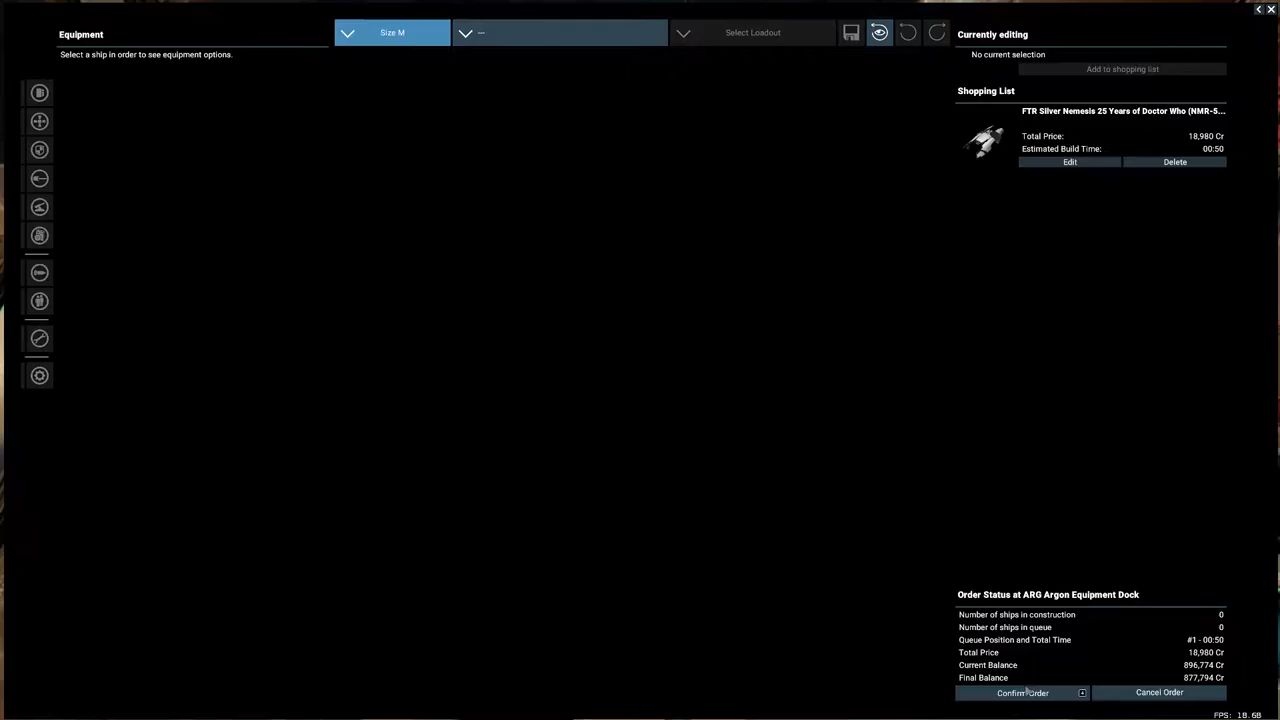 Equipment
Select a ship in order to see equipment options.
Size M
---
Select Loadout
Currently editing
No current selection
Add to shopping list
Shopping List
FTR Silver Nemesis 25 Years of Doctor Who (NMR-5...
Total Price: 18,980 Cr
Estimated Build Time: 00:50
Edit Delete
Order Status at ARG Argon Equipment Dock
Number of ships in construction 0
Number of ships in queue 0
Queue Position and Total Time #1 - 00:50
Total Price 18,980 Cr
Current Balance 896,774 Cr
Final Balance 877,794 Cr
Confirm Order Cancel Order
FPS: 18.68